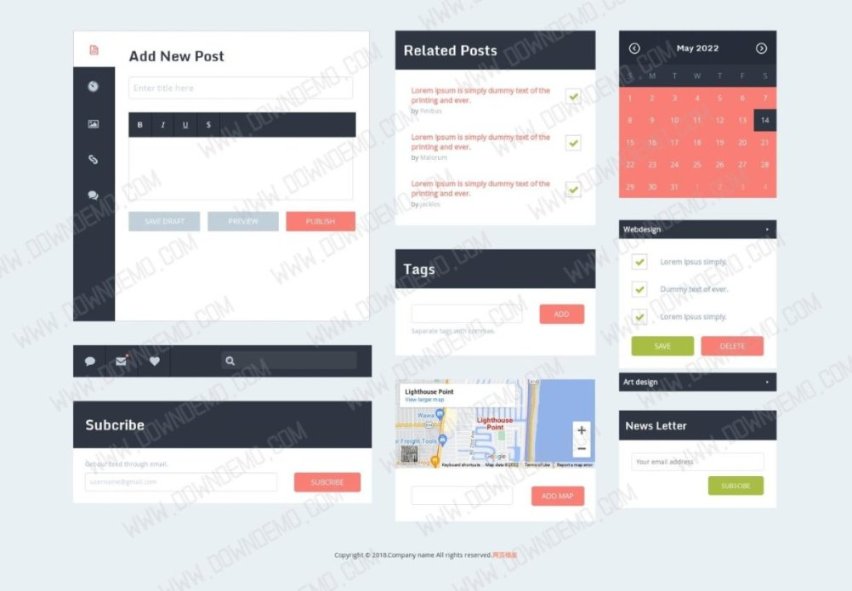 Add New Post
Enter title here
B I U S
SAVE DRAFT PREVIEW PUBLISH
Subcribe
Get our feed through email.
username@gmail.com
SUBCRIBE
Related Posts
Lorem Ipsum is simply dummy text of the
printing and ever.
by Finibus
Lorem Ipsum is simply dummy text of the
printing and ever.
by Malorum
Lorem Ipsum is simply dummy text of the
printing and ever.
by jackles
Tags
ADD
Separate tags with commas.
Lighthouse Point
View larger map
Wawa
r Freight Tools
Lighthouse
Point
Google
Keyboard shortcuts Map data ©2022 Terms of Use Report a map error
ADD MAP
May 2022
S M T W T F S
1 2 3 4 5 6 7
8 9 10 11 12 13 14
15 16 17 18 19 20 21
22 23 24 25 26 27 28
29 30 31 1 2 3 4
Webdesign
Lorem ipsus simply.
Dummy text of ever.
Lorem ipsus simply.
SAVE DELETE
Art design
News Letter
Your email address
SUBSCIBE
Copyright © 2018.Company name All rights reserved.网页模板
WWW.DOWNDEMO.COM